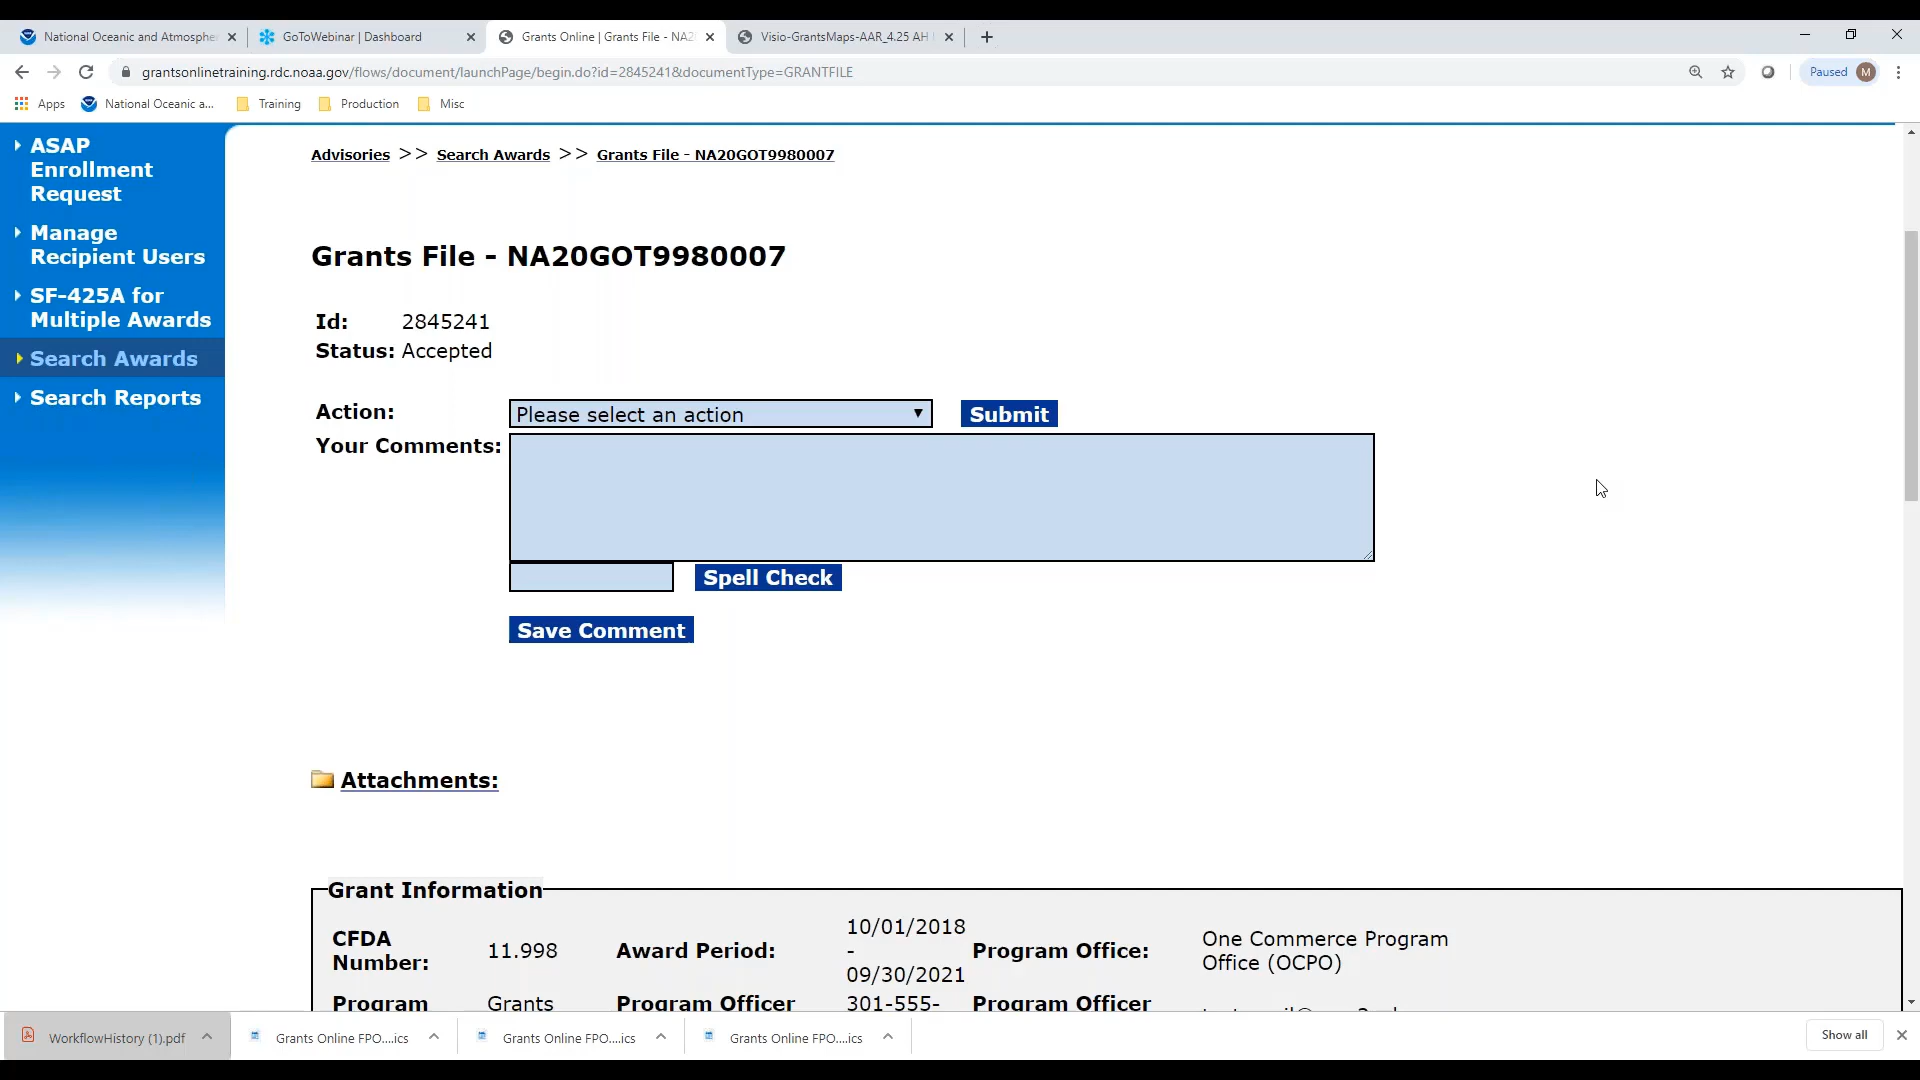 National Oceanic and Atmospher
GoToWebinar | Dashboard
Grants Online | Grants File - NA2
Visio-GrantsMaps-AAR_4.25 AH
grantsonlinetraining.rdc.noaa.gov/flows/document/launchPage/begin.do?id=2845241&documentType=GRANTFILE
Paused
M
Apps
National Oceanic a...
Training
Production
Misc
ASAP
Enrollment
Request
Manage
Recipient Users
SF-425A for
Multiple Awards
Search Awards
Search Reports
Advisories >> Search Awards >> Grants File - NA20GOT9980007
Grants File - NA20GOT9980007
Id: 2845241
Status: Accepted
Action: Please select an action Submit
Your Comments:
Spell Check
Save Comment
Attachments:
Grant Information
CFDA Number: 11.998 Award Period: 10/01/2018 - 09/30/2021 Program Office: One Commerce Program Office (OCPO)
Program Grants Program Officer 301-555- Program Officer
WorkflowHistory (1).pdf
Grants Online FPO....ics
Grants Online FPO....ics
Grants Online FPO....ics
Show all